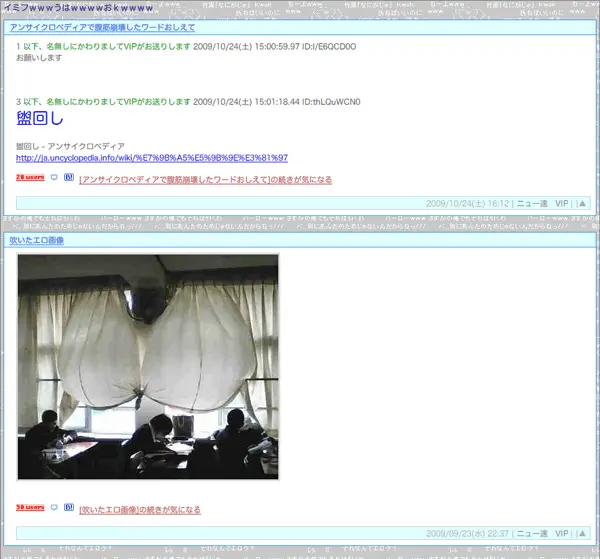 イミフｗｗｗうはｗｗｗｗおｋｗｗｗｗ
アンサイクロペディアで腹筋崩壊したワードおしえて
1 以下、名無しにかわりましてVIPがお送りします 2009/10/24(土) 15:00:59.97 ID:I/E6QCD0O
お願いします
3 以下、名無しにかわりましてVIPがお送りします 2009/10/24(土) 15:01:18.44 ID:thLQuWCN0
盥回し
盥回し - アンサイクロペディア
http://ja.uncyclopedia.info/wiki/%E7%9B%A5%E5%9B%9E%E3%81%97
28 users [アンサイクロペディアで腹筋崩壊したワードおしえて]の続きが気になる
2009/10/24(土) 16:12 | ニュー速 VIP | |▲
吹いたエロ画像
50 users [吹いたエロ画像]の続きが気になる
2009/09/23(水) 22:37 | ニュー速 VIP | |▲